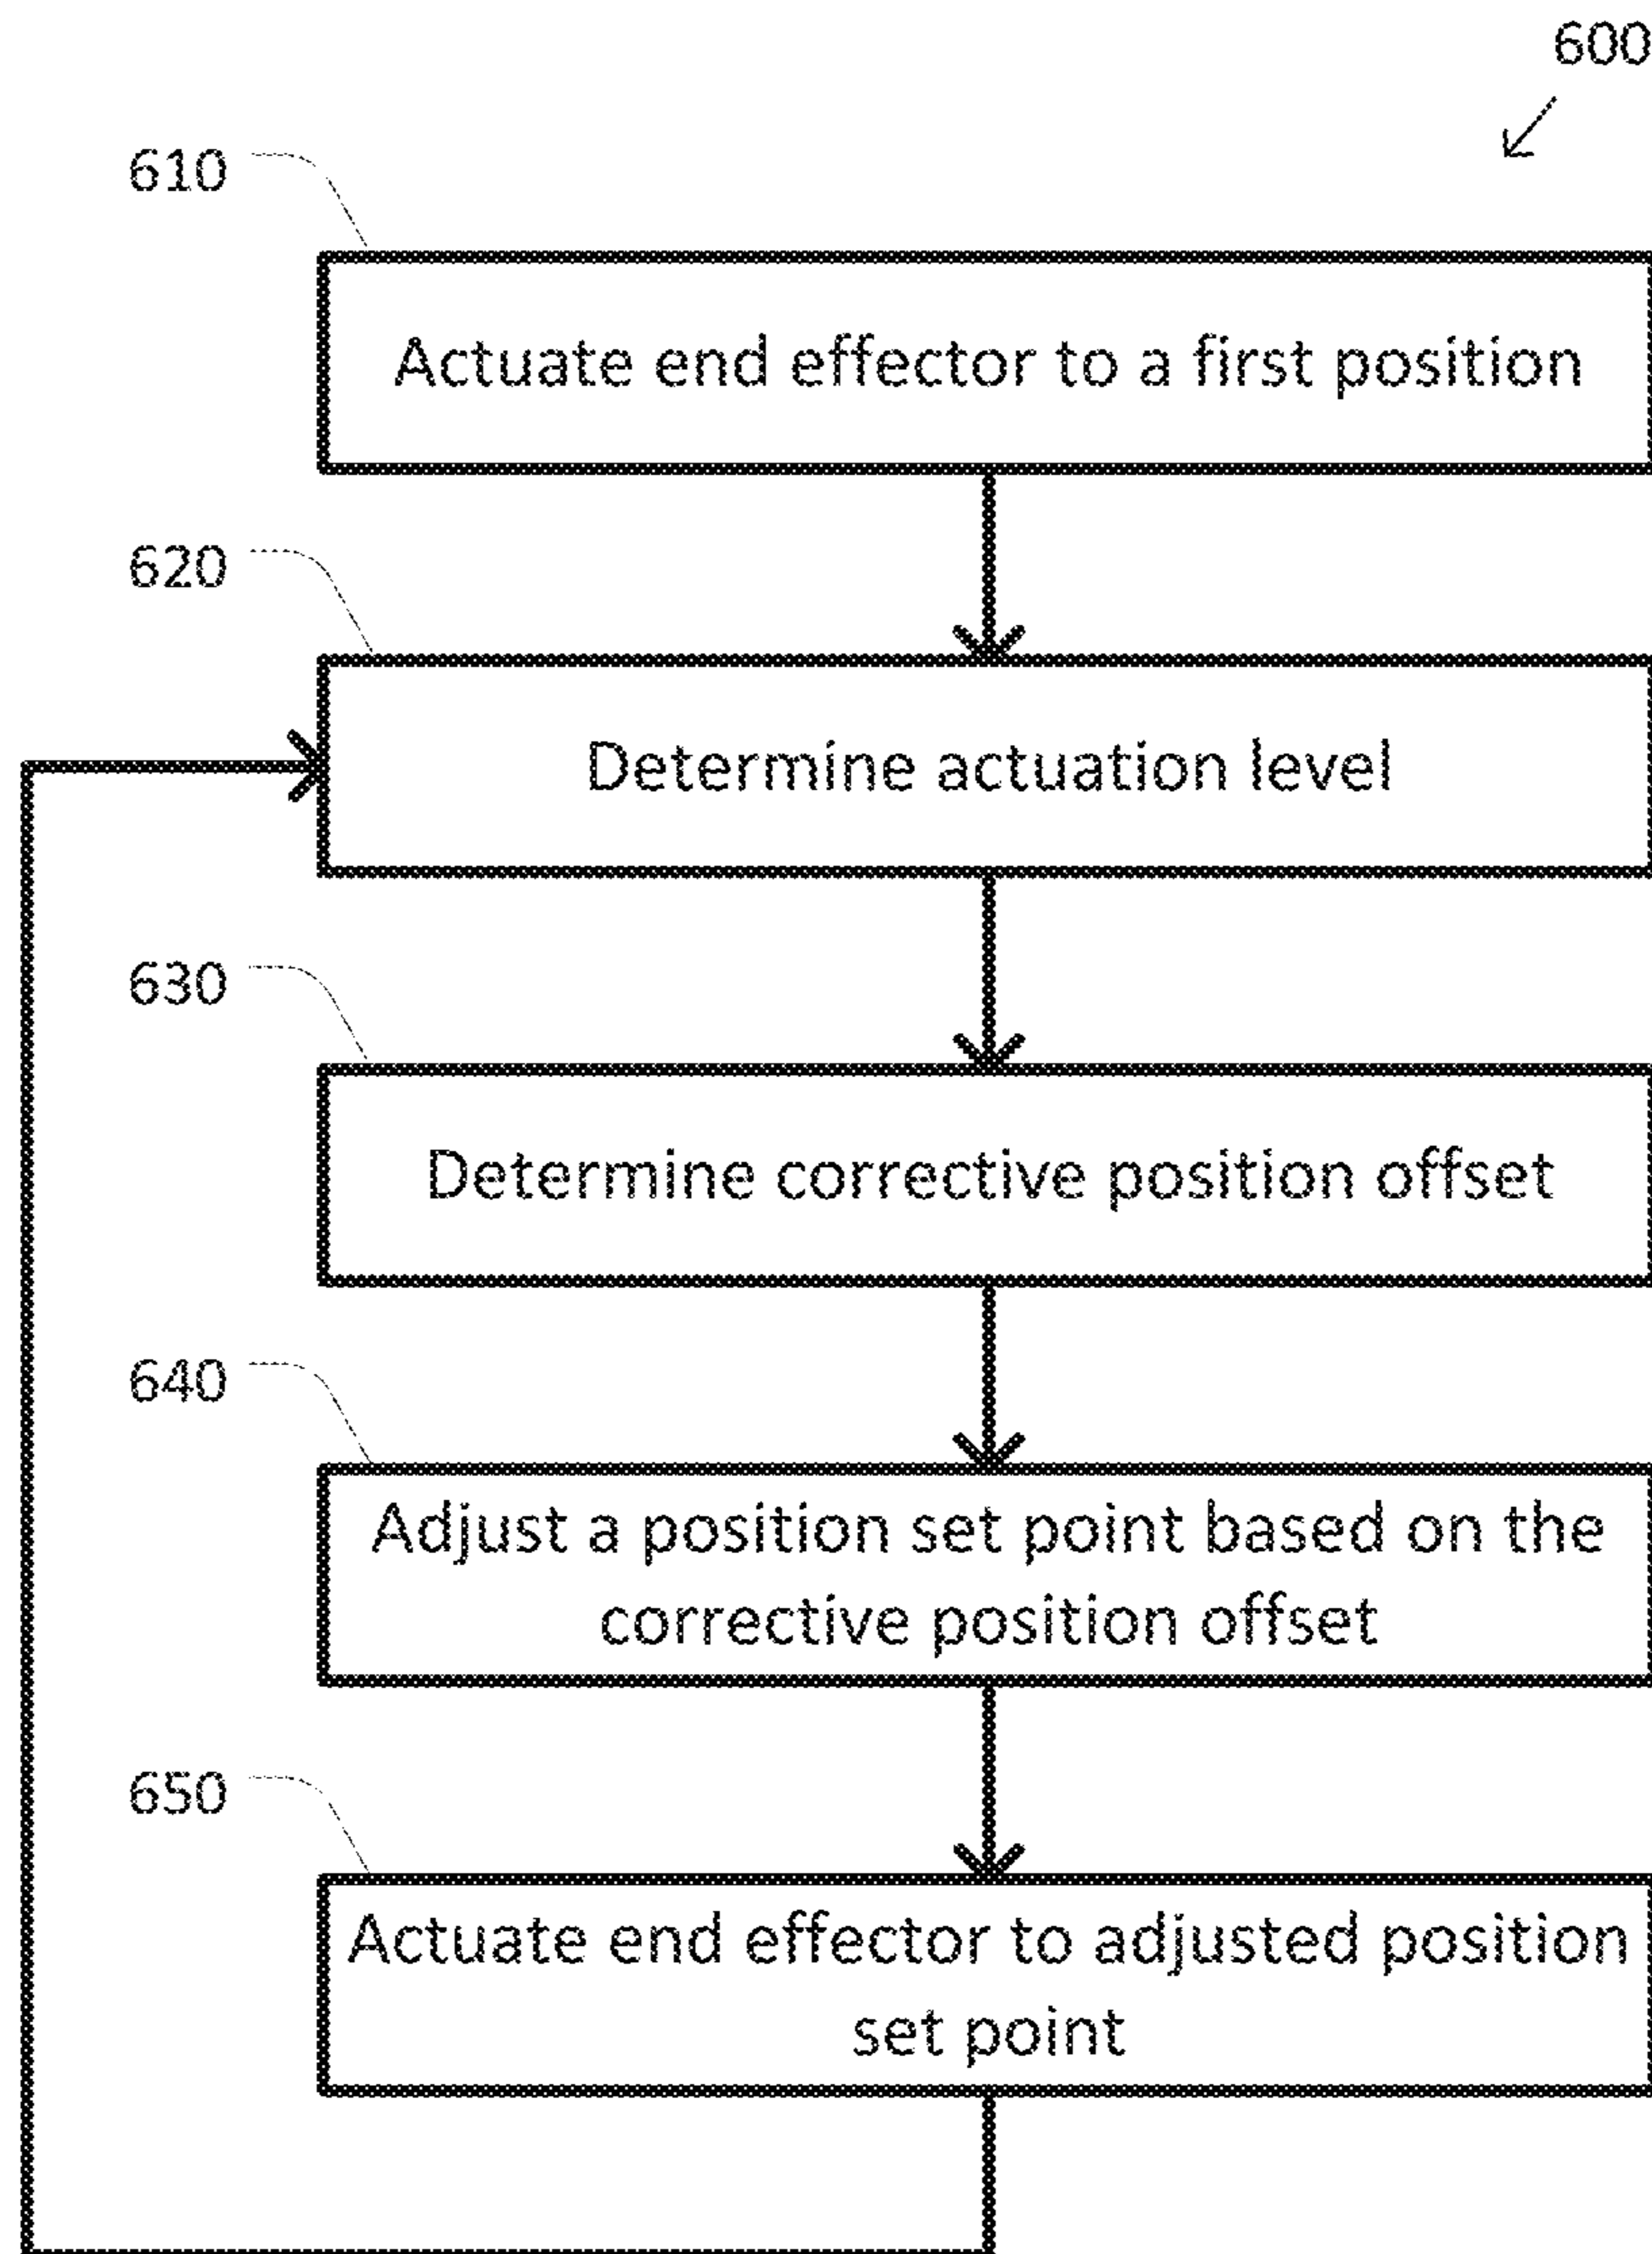 600
610
Actuate end effector to a first position
620
Determine actuation level
630
Determine corrective position offset
640
Adjust a position set point based on the
corrective position offset
650
Actuate end effector to adjusted position
set point